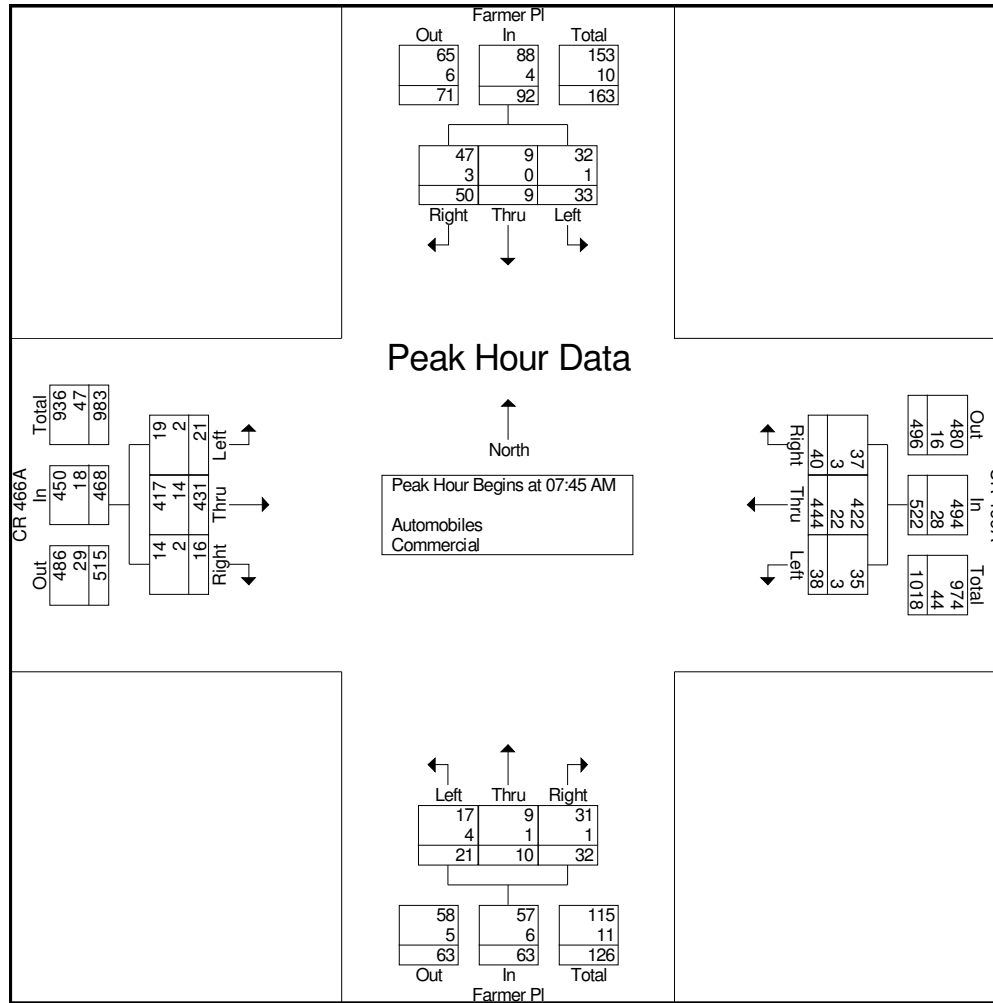 Farmer Pl
Out In Total
65 88 153
6 4 10
71 92 163
47 9 32
3 0 1
50 9 33
Right Thru Left
Peak Hour Data
North
Peak Hour Begins at 07:45 AM
Automobiles
Commercial
CR 466A
Total In Out
936 450 486
47 18 29
983 468 515
19 417 14
2 14 2
21 431 16
Left Thru Right
Out In Total
480 494 974
16 28 44
496 522 1018
37 422 35
3 22 3
40 444 38
Right Thru Left
Left Thru Right
17 9 31
4 1 1
21 10 32
58 57 115
5 6 11
63 63 126
Out In Total
Farmer Pl